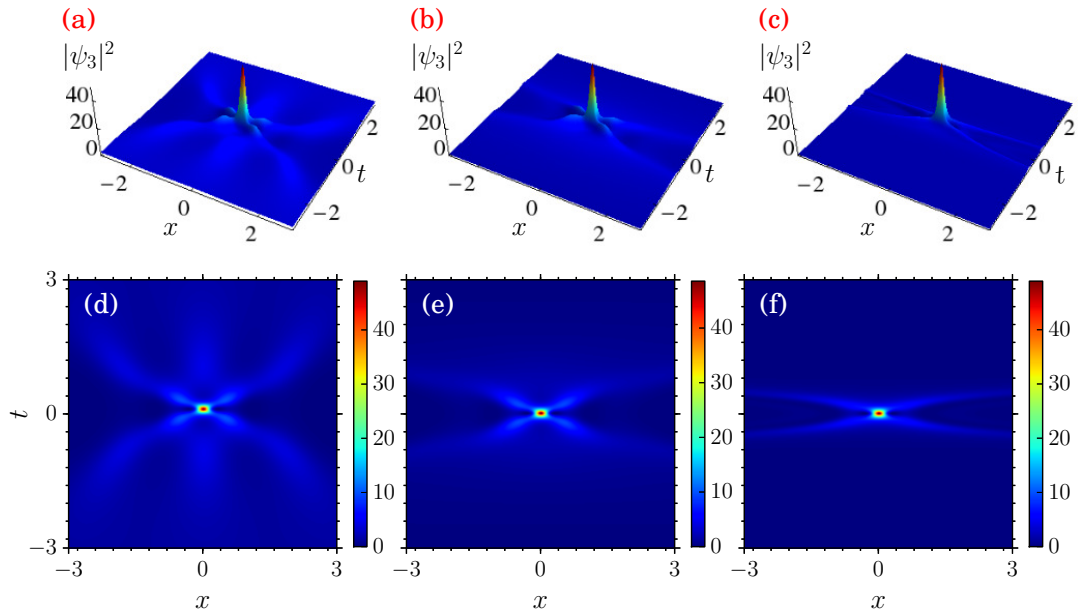 (a) (b) (c)
|ψ₃|² |ψ₃|² |ψ₃|²
40 40 40
20 20 20
0 0 0
2 2 2
0 t 0 t 0 t
−2 −2 −2
−2 −2 −2
0 0 0
x 2 x 2 x 2
3 (d) (e) (f)
40 40 40
30 30 30
t 0 20 20 20
10 10 10
−3 0 0 0
−3 0 3 −3 0 3 −3 0 3
x x x